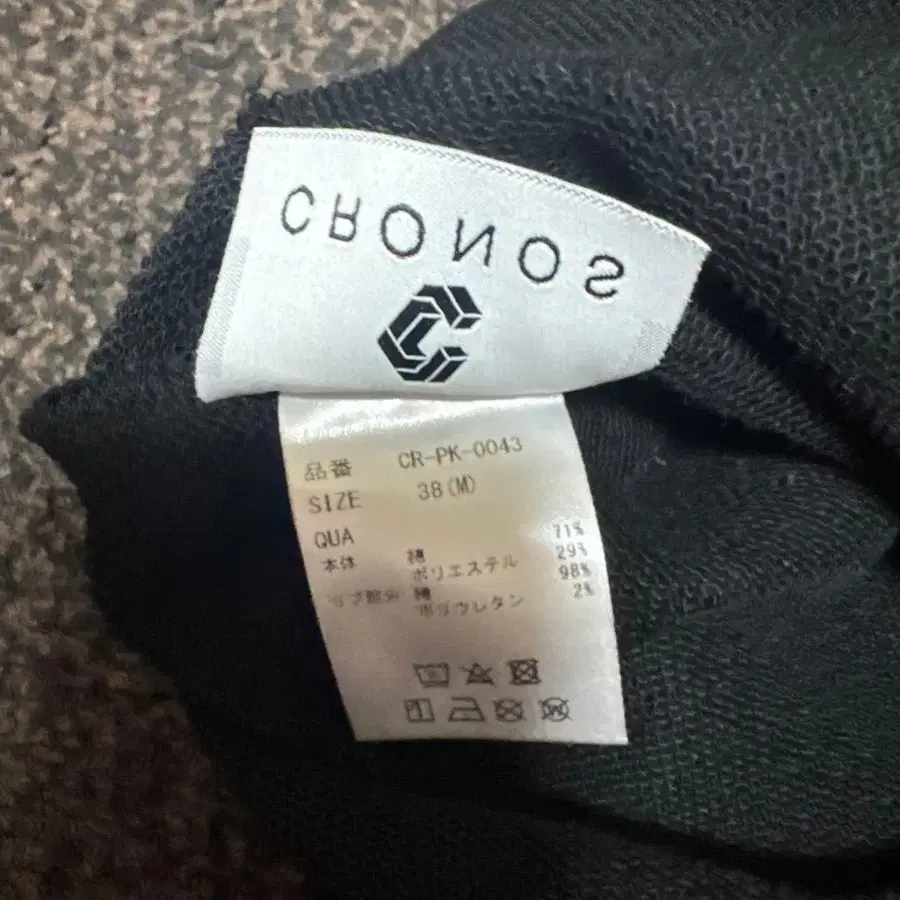 CRONOS
品番 CR-PK-0043
SIZE 38(M)
QUA
本体 綿 71%
ポリエステル 29%
リブ部分 綿 98%
ポリウレタン 2%